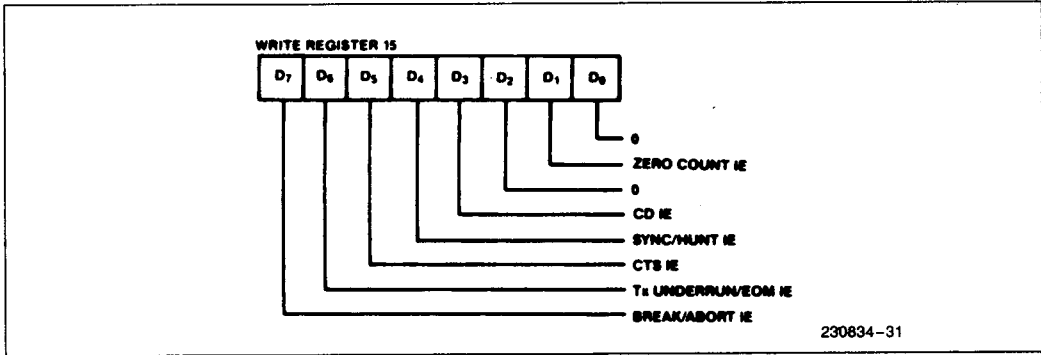 WRITE REGISTER 15
D7 D6 D5 D4 D3 D2 D1 D0
0
ZERO COUNT IE
0
CD IE
SYNC/HUNT IE
CTS IE
Tx UNDERRUN/EOM IE
BREAK/ABORT IE
230834-31